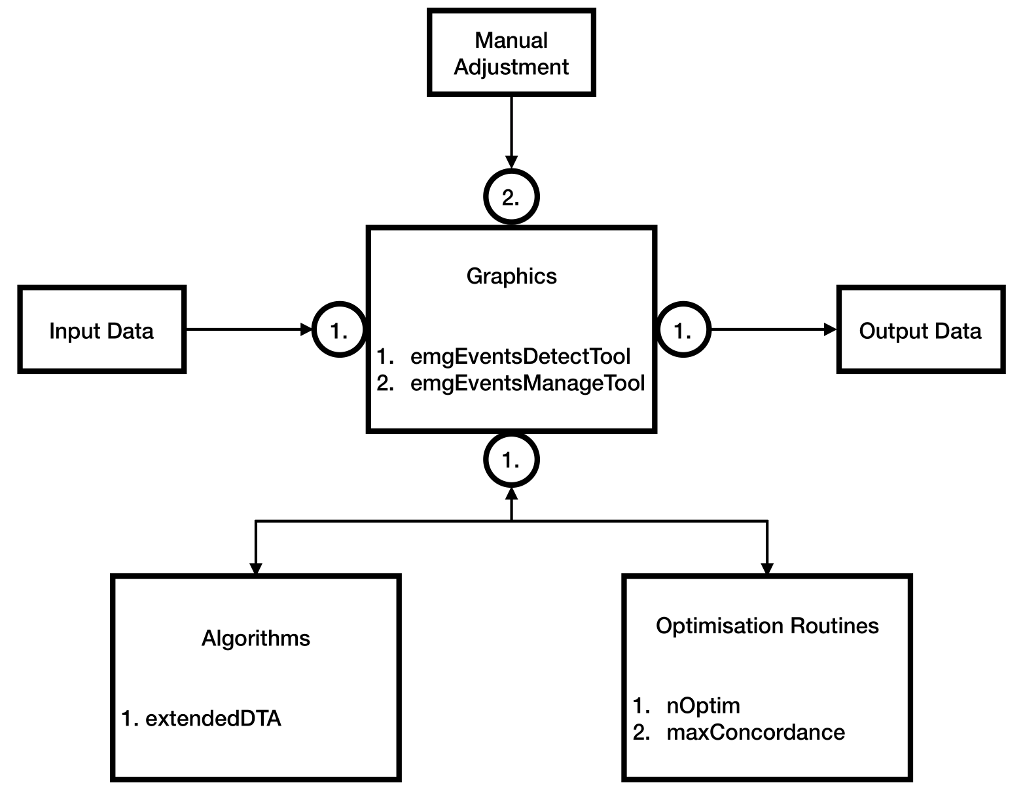 Manual
Adjustment
2.
Graphics
Input Data
1.
1.
Output Data
1. emgEventsDetectTool
2. emgEventsManageTool
1.
Algorithms
1. extendedDTA
Optimisation Routines
1. nOptim
2. maxConcordance